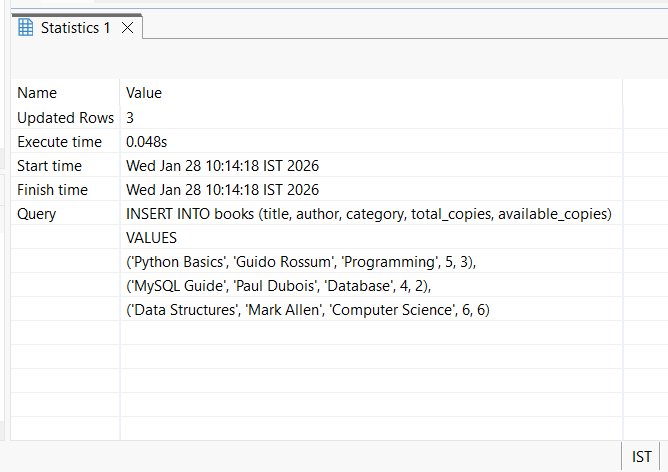 Statistics 1
Name Value
Updated Rows 3
Execute time 0.048s
Start time Wed Jan 28 10:14:18 IST 2026
Finish time Wed Jan 28 10:14:18 IST 2026
Query INSERT INTO books (title, author, category, total_copies, available_copies)
VALUES
('Python Basics', 'Guido Rossum', 'Programming', 5, 3),
('MySQL Guide', 'Paul Dubois', 'Database', 4, 2),
('Data Structures', 'Mark Allen', 'Computer Science', 6, 6)
IST